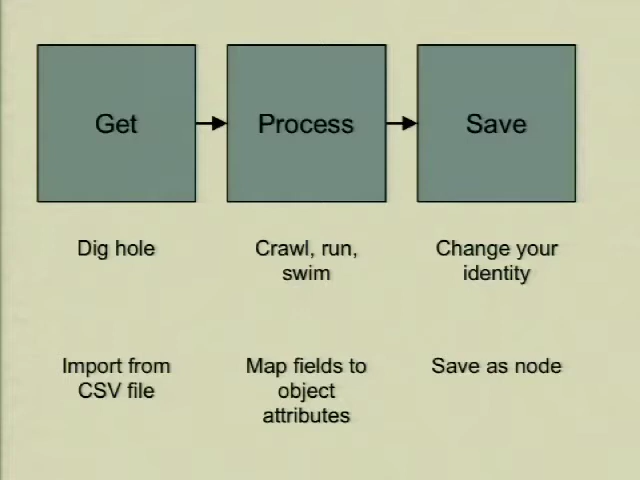 Get
Process
Save
Dig hole
Crawl, run,
swim
Change your
identity
Import from
CSV file
Map fields to
object
attributes
Save as node